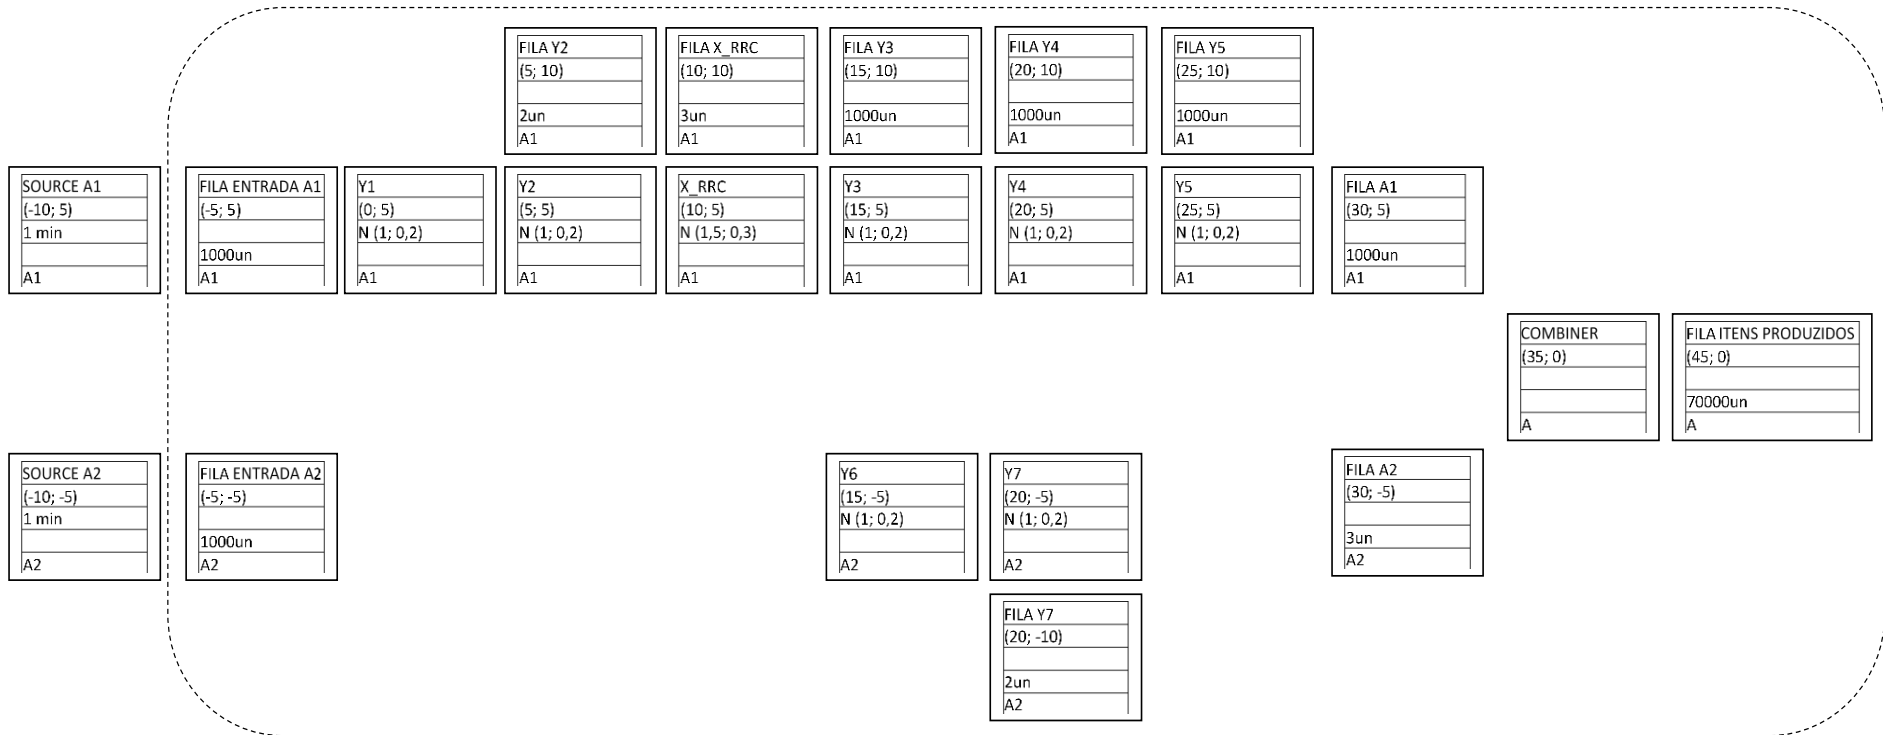 FILA Y2
(5; 10)
2un
A1
FILA X_RRC
(10; 10)
3un
A1
FILA Y3
(15; 10)
1000un
A1
FILA Y4
(20; 10)
1000un
A1
FILA Y5
(25; 10)
1000un
A1
SOURCE A1
(-10; 5)
1 min
A1
FILA ENTRADA A1
(-5; 5)
1000un
A1
Y1
(0; 5)
N (1; 0,2)
A1
Y2
(5; 5)
N (1; 0,2)
A1
X_RRC
(10; 5)
N (1,5; 0,3)
A1
Y3
(15; 5)
N (1; 0,2)
A1
Y4
(20; 5)
N (1; 0,2)
A1
Y5
(25; 5)
N (1; 0,2)
A1
FILA A1
(30; 5)
1000un
A1
COMBINER
(35; 0)
A
FILA ITENS PRODUZIDOS
(45; 0)
70000un
A
SOURCE A2
(-10; -5)
1 min
A2
FILA ENTRADA A2
(-5; -5)
1000un
A2
Y6
(15; -5)
N (1; 0,2)
A2
Y7
(20; -5)
N (1; 0,2)
A2
FILA A2
(30; -5)
3un
A2
FILA Y7
(20; -10)
2un
A2